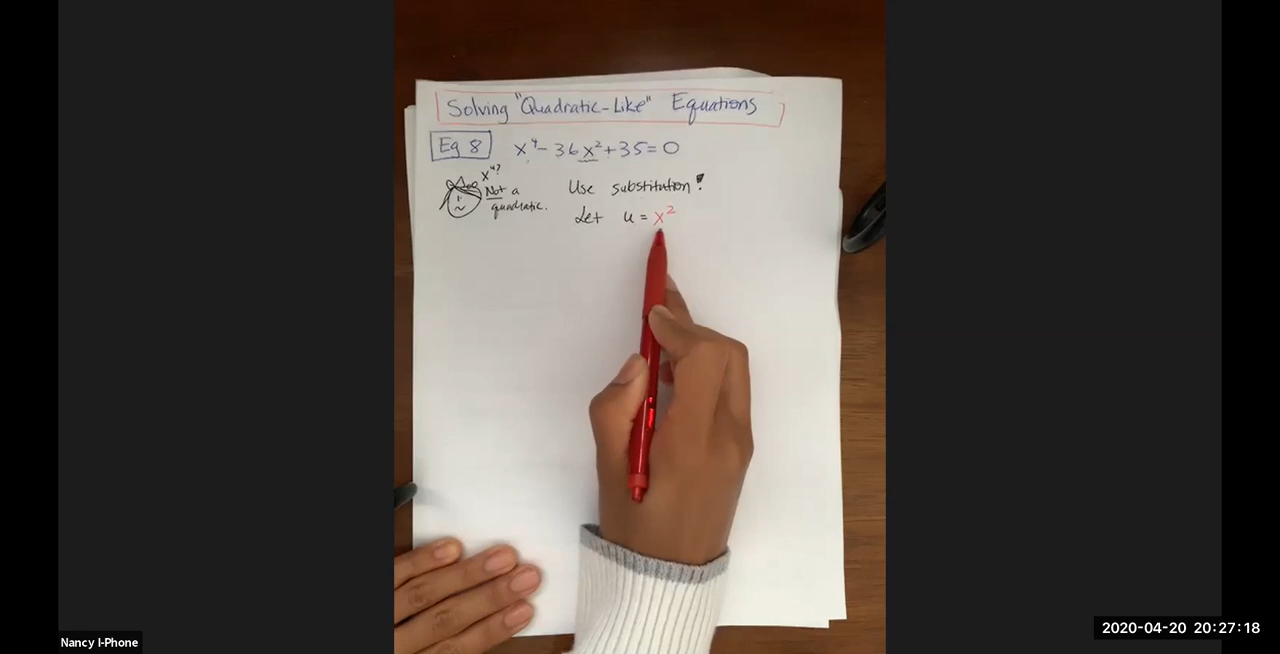 Solving "Quadratic-Like" Equations
Eg 8
x⁴ - 36x² + 35 = 0
x⁴?
Not a
quadratic.
Use substitution!
Let u = x²
Nancy I-Phone
2020-04-20 20:27:18